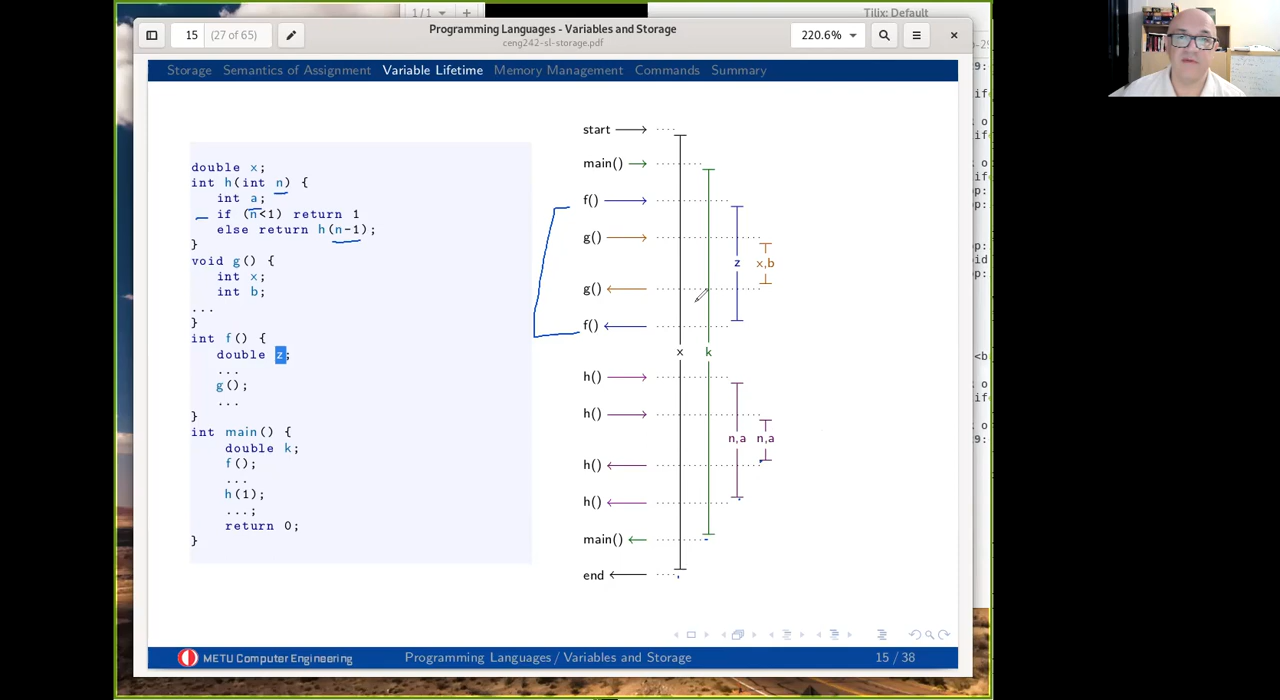 1/1
+
Tilix: Default
15
(27 of 65)
Programming Languages - Variables and Storage
ceng242-sl-storage.pdf
220.6%
Storage Semantics of Assignment Variable Lifetime Memory Management Commands Summary
double x;
int h(int n) {
int a;
if (n<1) return 1
else return h(n-1);
}
void g() {
int x;
int b;
...
}
int f() {
double z;
...
g();
...
}
int main() {
double k;
f();
...
h(1);
...;
return 0;
}
start
main()
f()
g()
z
x,b
g()
f()
x
k
h()
h()
n,a
n,a
h()
h()
main()
end
METU Computer Engineering
Programming Languages / Variables and Storage
15 / 38